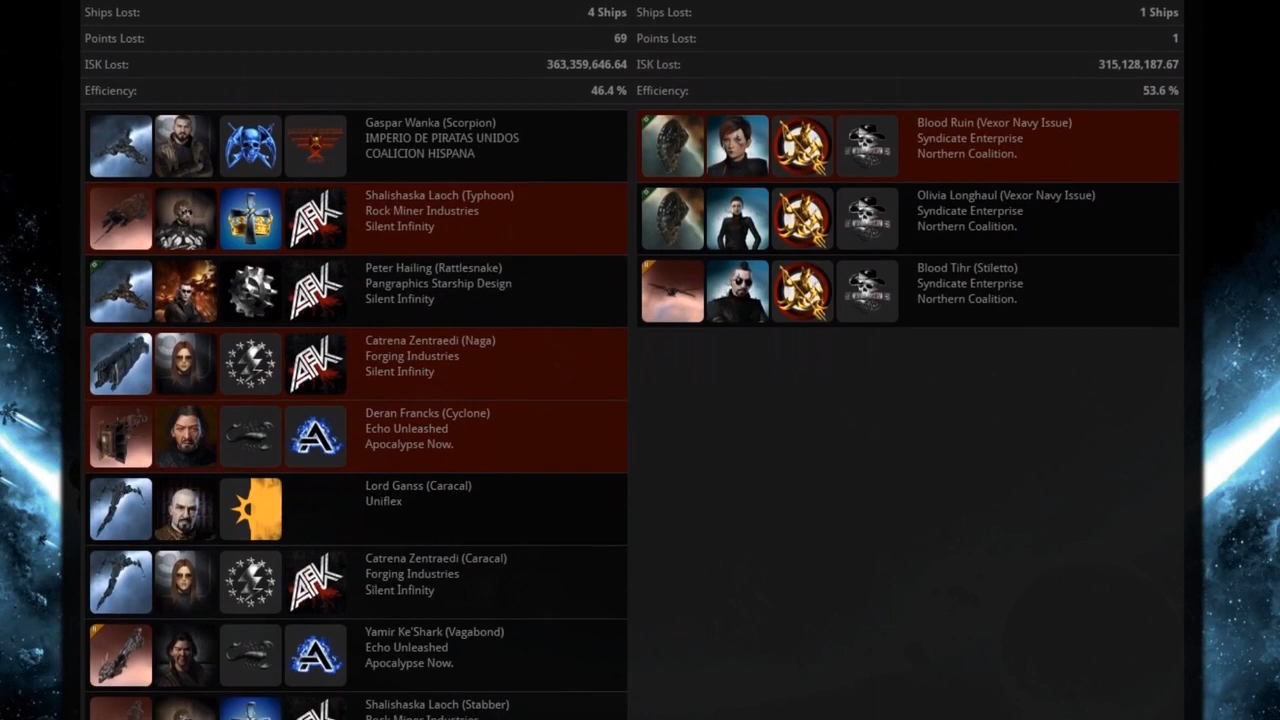 Ships Lost: 4 Ships
Points Lost: 69
ISK Lost: 363,359,646.64
Efficiency: 46.4 %
Gaspar Wanka (Scorpion)
IMPERIO DE PIRATAS UNIDOS
COALICION HISPANA
Shalishaska Laoch (Typhoon)
Rock Miner Industries
Silent Infinity
Peter Hailing (Rattlesnake)
Pangraphics Starship Design
Silent Infinity
Catrena Zentraedi (Naga)
Forging Industries
Silent Infinity
Deran Francks (Cyclone)
Echo Unleashed
Apocalypse Now.
Lord Ganss (Caracal)
Uniflex
Catrena Zentraedi (Caracal)
Forging Industries
Silent Infinity
Yamir Ke'Shark (Vagabond)
Echo Unleashed
Apocalypse Now.
Shalishaska Laoch (Stabber)
Rock Miner Industries
Ships Lost: 1 Ships
Points Lost: 1
ISK Lost: 315,128,187.67
Efficiency: 53.6 %
Blood Ruin (Vexor Navy Issue)
Syndicate Enterprise
Northern Coalition.
Olivia Longhaul (Vexor Navy Issue)
Syndicate Enterprise
Northern Coalition.
Blood Tihr (Stiletto)
Syndicate Enterprise
Northern Coalition.